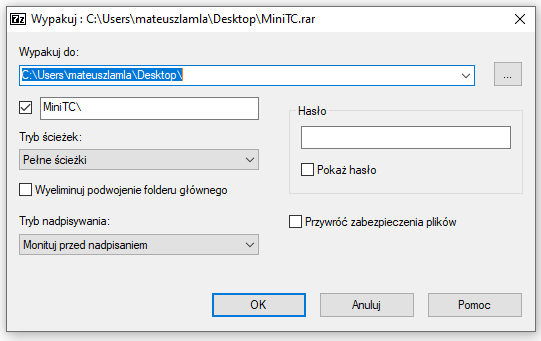 7z Wypakuj : C:\Users\mateuszlamla\Desktop\MiniTC.rar
Wypakuj do:
C:\Users\mateuszlamla\Desktop\
...
MiniTC\
Hasło
Tryb ścieżek:
Pełne ścieżki
Pokaż hasło
Wyeliminuj podwojenie folderu głównego
Tryb nadpisywania:
Przywróć zabezpieczenia plików
Monituj przed nadpisaniem
OK
Anuluj
Pomoc